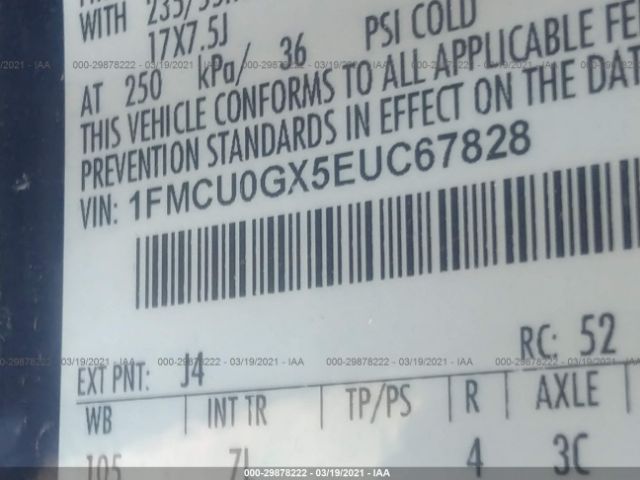 WITH 235/55
17X7.5J
AT 250 kPa/ 36 PSI COLD
THIS VEHICLE CONFORMS TO ALL APPLICABLE FE
PREVENTION STANDARDS IN EFFECT ON THE DAT
VIN: 1FMCU0GX5EUC67828
EXT PNT: J4 RC: 52
WB INT TR TP/PS R AXLE
105 7L 4 3C
000-29878222 - 03/19/2021 - IAA